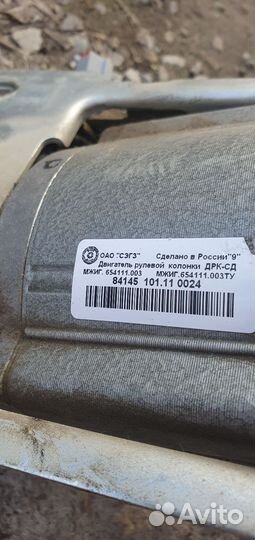 ОАО "СЭГЗ" Сделано в России"9"
Двигатель рулевой колонки ДРК-СД
МЖИГ. 654111.003 МЖИГ.654111.003ТУ
84145 101.11 0024
Avito